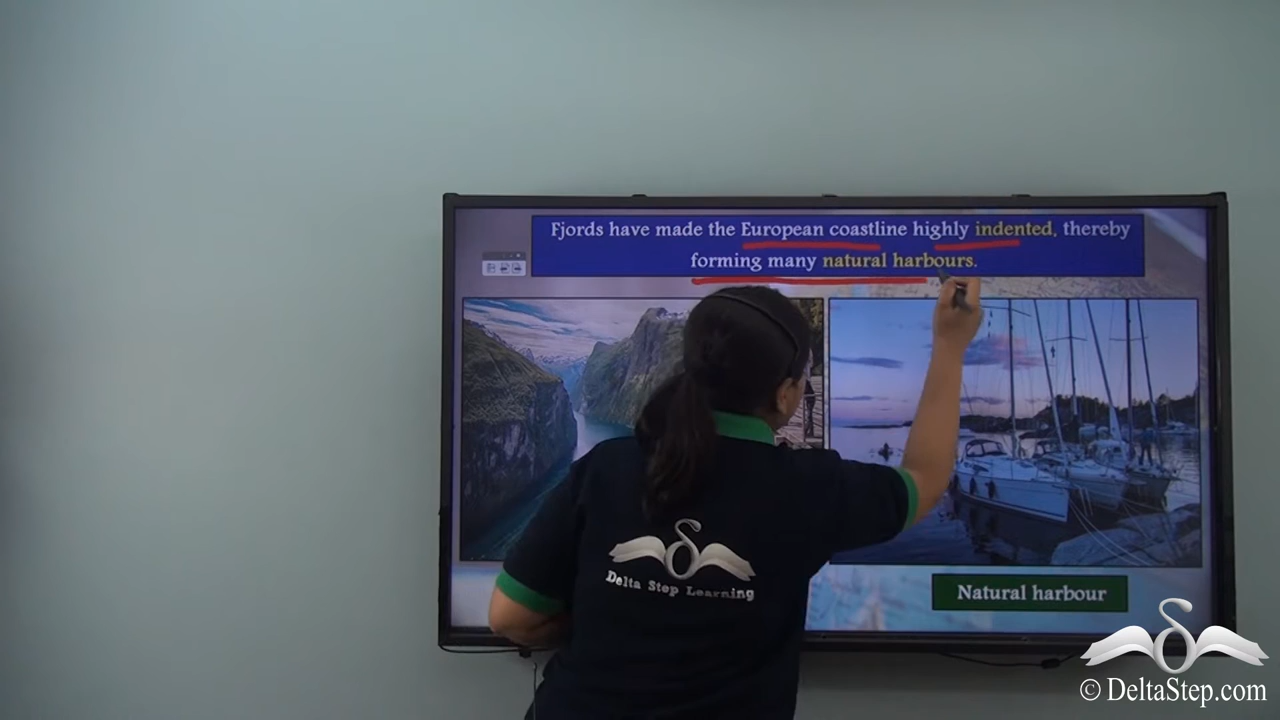 Fjords have made the European coastline highly indented, thereby
forming many natural harbours.
Delta Step Learning
Natural harbour
© DeltaStep.com